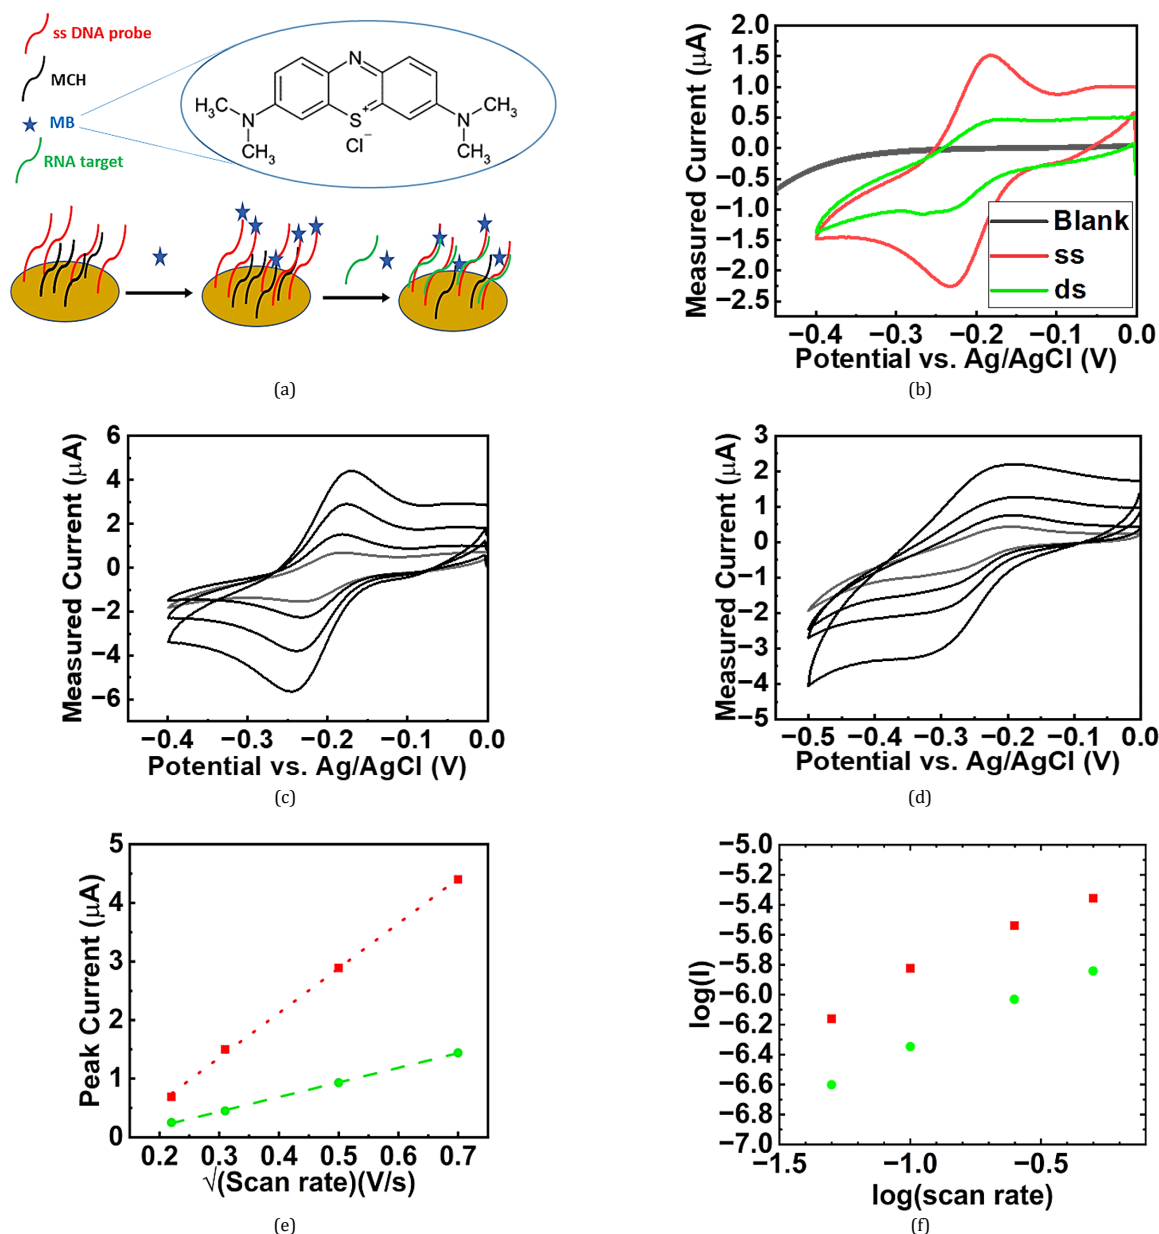 ss DNA probe
MCH
MB
RNA target
N
H₃C
N
CH₃
S⁺
Cl⁻
CH₃
N
H₃C
(a)
Measured Current (μA)
2.0
1.5
1.0
0.5
0.0
−0.5
−1.0
−1.5
−2.0
−2.5
Blank
ss
ds
−0.4 −0.3 −0.2 −0.1 0.0
Potential vs. Ag/AgCl (V)
(b)
Measured Current (μA)
6
4
2
0
−2
−4
−6
−0.4 −0.3 −0.2 −0.1 0.0
Potential vs. Ag/AgCl (V)
(c)
Measured Current (μA)
3
2
1
0
−1
−2
−3
−4
−5
−0.5 −0.4 −0.3 −0.2 −0.1 0.0
Potential vs. Ag/AgCl (V)
(d)
Peak Current (μA)
5
4
3
2
1
0
0.2 0.3 0.5 0.7
√(Scan rate)(V/s)
(e)
log(I)
−5.0
−5.2
−5.4
−5.6
−5.8
−6.0
−6.2
−6.4
−6.6
−6.8
−7.0
−1.5 −1.0 −0.5
log(scan rate)
(f)